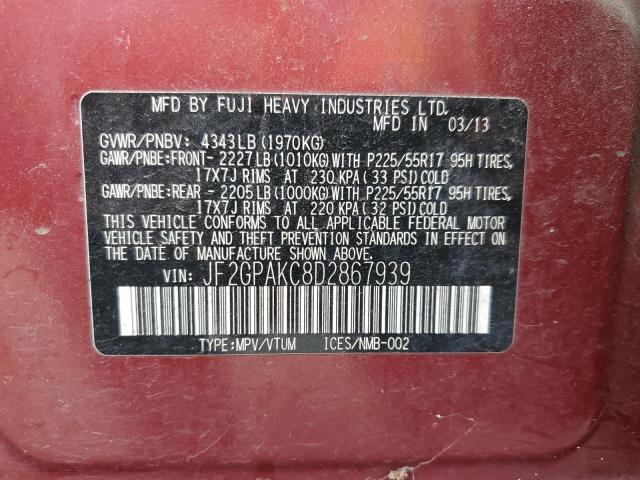 MFD BY FUJI HEAVY INDUSTRIES LTD.
MFD IN 03/13
GVWR/PNBV: 4343LB(1970KG)
GAWR/PNBE:FRONT- 2227LB(1010KG)WITH P225/55R17 95H TIRES,
17X7J RIMS AT 230 KPA(33 PSI)COLD
GAWR/PNBE:REAR - 2205LB(1000KG)WITH P225/55R17 95H TIRES,
17X7J RIMS AT 220 KPA(32 PSI)COLD
THIS VEHICLE CONFORMS TO ALL APPLICABLE FEDERAL MOTOR
VEHICLE SAFETY AND THEFT PREVENTION STANDARDS IN EFFECT ON
THE DATE OF MANUFACTURE SHOWN ABOVE.
VIN: JF2GPAKC8D2867939
TYPE:MPV/VTUM ICES/NMB-002